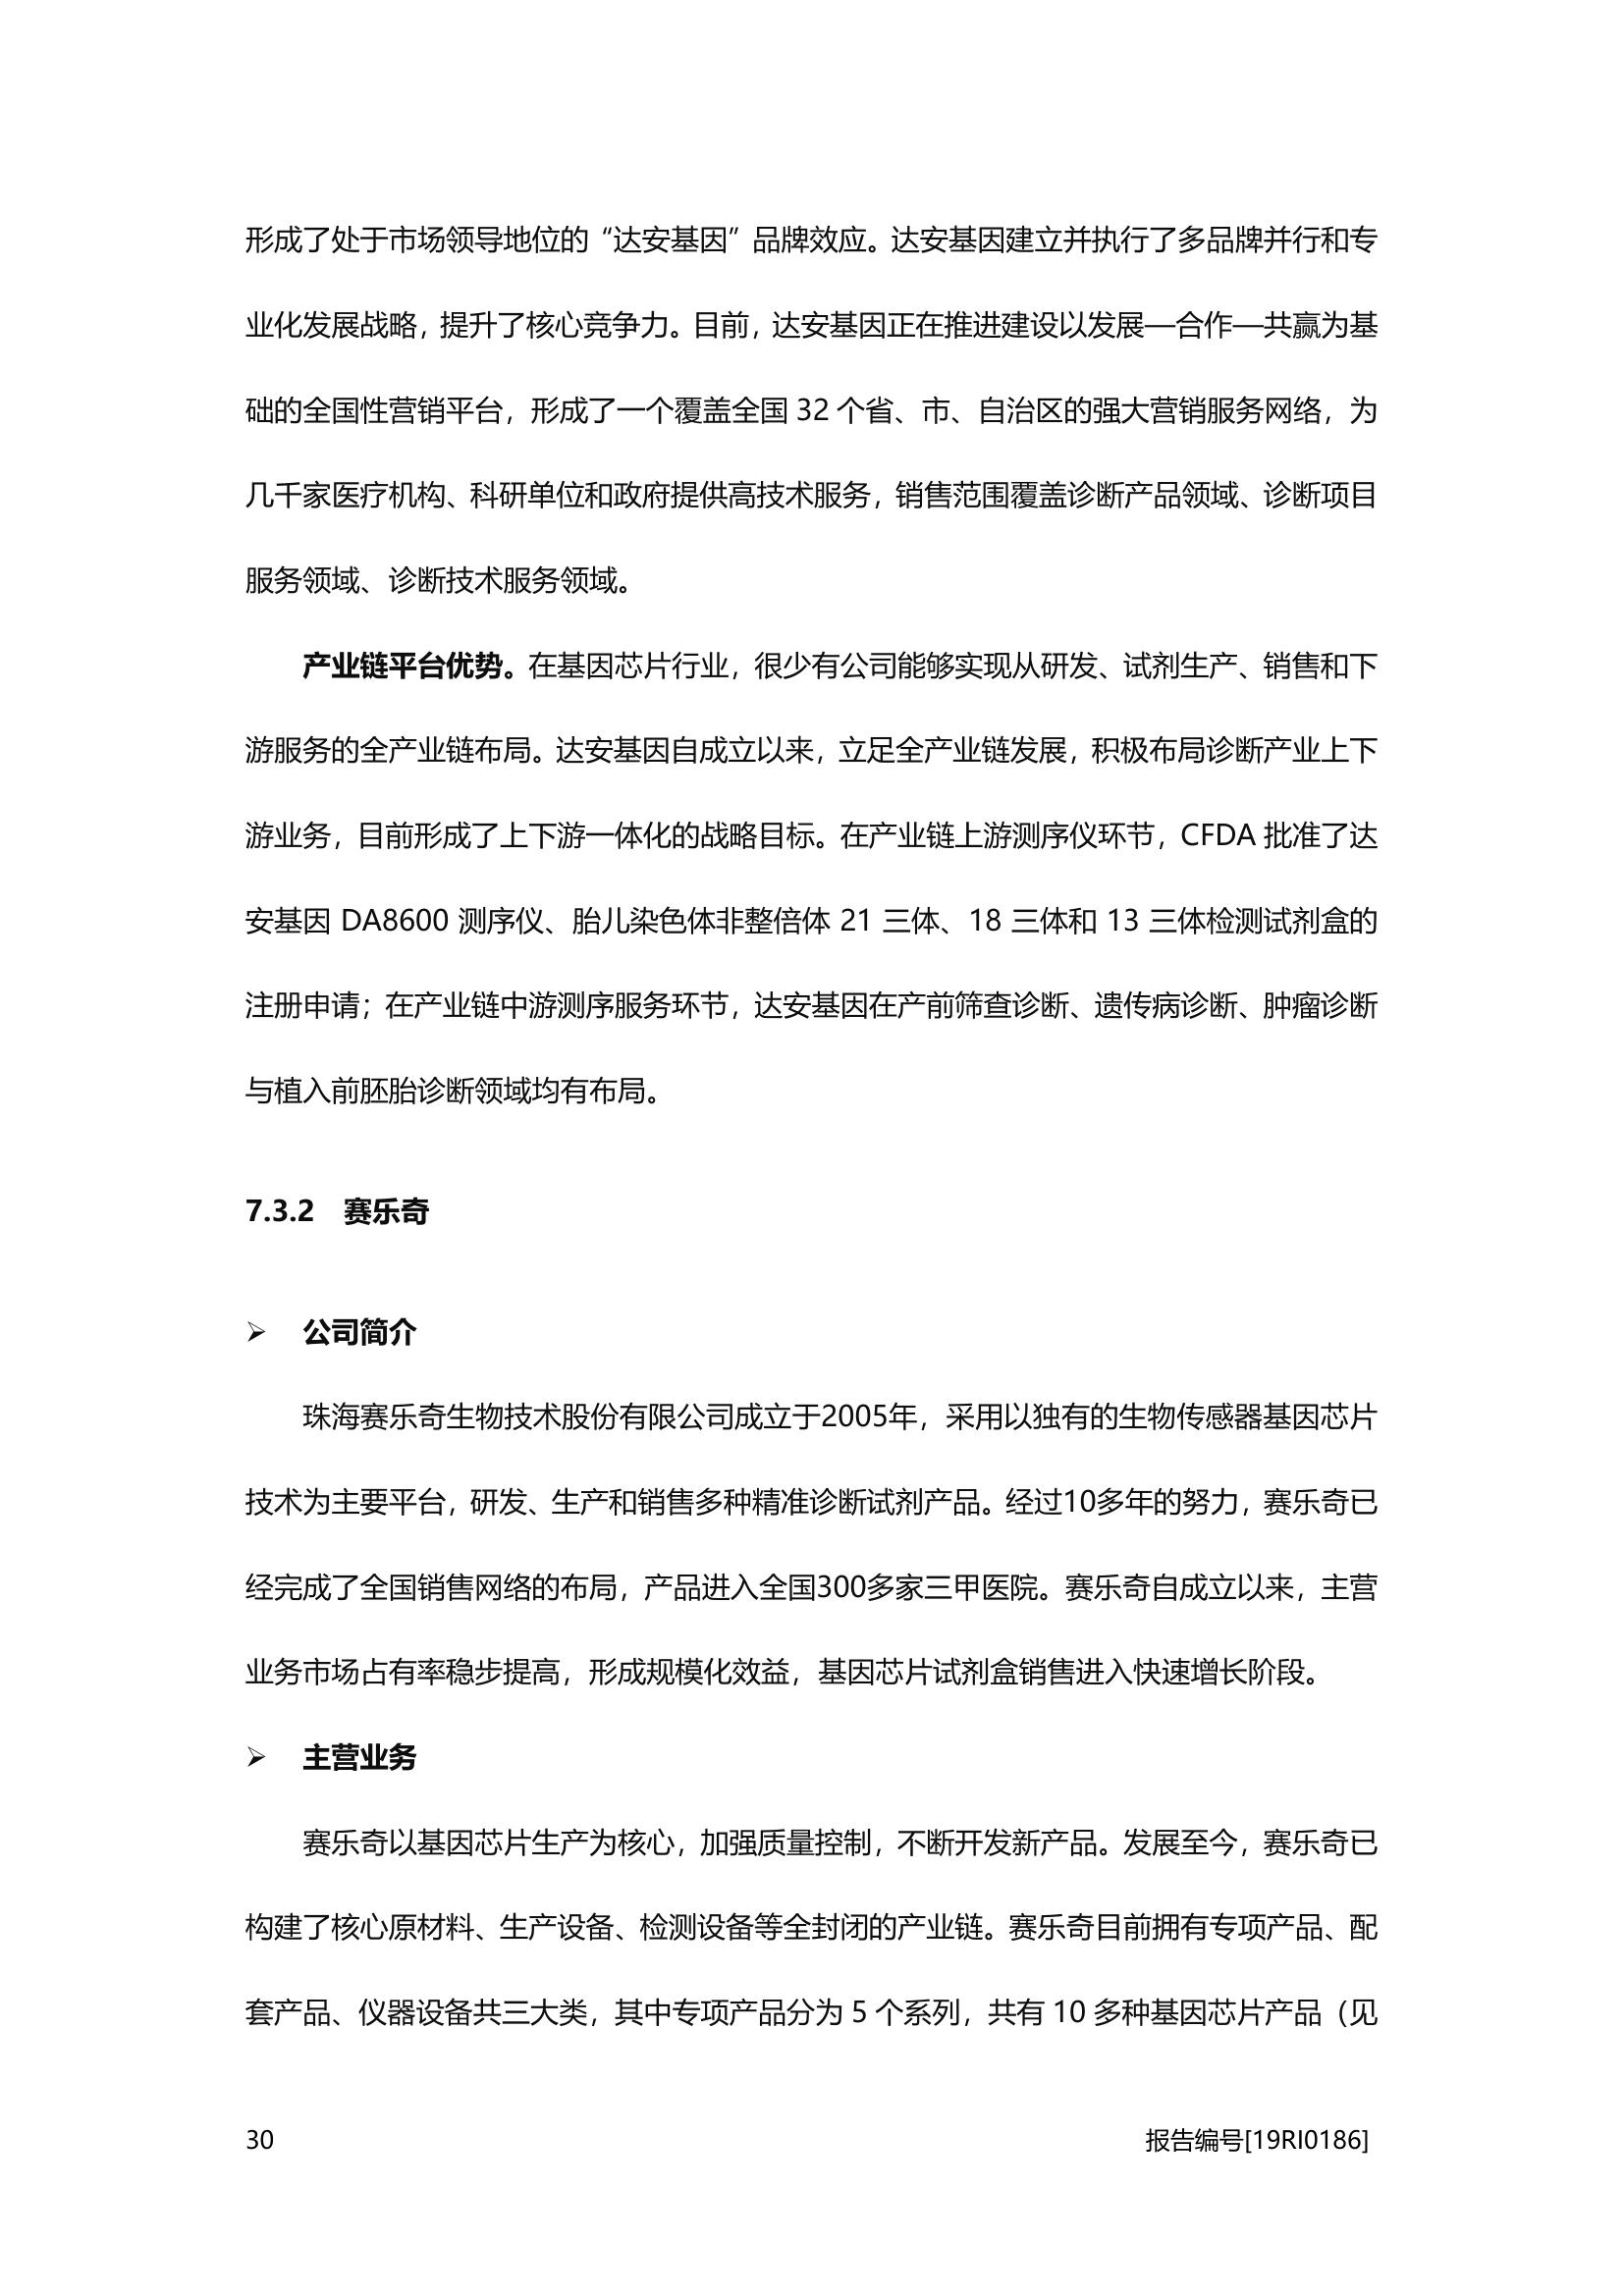 形成了处于市场领导地位的“达安基因”品牌效应。达安基因建立并执行了多品牌并行和专
业化发展战略，提升了核心竞争力。目前，达安基因正在推进建设以发展—合作—共赢为基
础的全国性营销平台，形成了一个覆盖全国 32 个省、市、自治区的强大营销服务网络，为
几千家医疗机构、科研单位和政府提供高技术服务，销售范围覆盖诊断产品领域、诊断项目
服务领域、诊断技术服务领域。
产业链平台优势。在基因芯片行业，很少有公司能够实现从研发、试剂生产、销售和下
游服务的全产业链布局。达安基因自成立以来，立足全产业链发展，积极布局诊断产业上下
游业务，目前形成了上下游一体化的战略目标。在产业链上游测序仪环节，CFDA 批准了达
安基因 DA8600 测序仪、胎儿染色体非整倍体 21 三体、18 三体和 13 三体检测试剂盒的
注册申请；在产业链中游测序服务环节，达安基因在产前筛查诊断、遗传病诊断、肿瘤诊断
与植入前胚胎诊断领域均有布局。
7.3.2 赛乐奇
➢ 公司简介
珠海赛乐奇生物技术股份有限公司成立于2005年，采用以独有的生物传感器基因芯片
技术为主要平台，研发、生产和销售多种精准诊断试剂产品。经过10多年的努力，赛乐奇已
经完成了全国销售网络的布局，产品进入全国300多家三甲医院。赛乐奇自成立以来，主营
业务市场占有率稳步提高，形成规模化效益，基因芯片试剂盒销售进入快速增长阶段。
➢ 主营业务
赛乐奇以基因芯片生产为核心，加强质量控制，不断开发新产品。发展至今，赛乐奇已
构建了核心原材料、生产设备、检测设备等全封闭的产业链。赛乐奇目前拥有专项产品、配
套产品、仪器设备共三大类，其中专项产品分为 5 个系列，共有 10 多种基因芯片产品（见
30 报告编号[19RI0186]